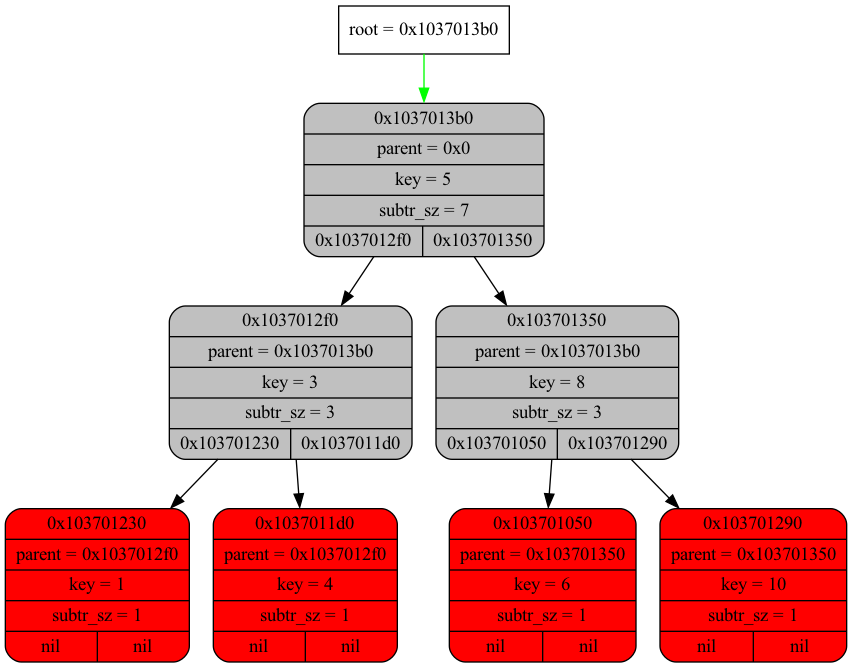 root = 0x1037013b0
0x1037013b0
parent = 0x0
key = 5
subtr_sz = 7
0x1037012f0 0x103701350
0x1037012f0
parent = 0x1037013b0
key = 3
subtr_sz = 3
0x103701230 0x1037011d0
0x103701350
parent = 0x1037013b0
key = 8
subtr_sz = 3
0x103701050 0x103701290
0x103701230
parent = 0x1037012f0
key = 1
subtr_sz = 1
nil nil
0x1037011d0
parent = 0x1037012f0
key = 4
subtr_sz = 1
nil nil
0x103701050
parent = 0x103701350
key = 6
subtr_sz = 1
nil nil
0x103701290
parent = 0x103701350
key = 10
subtr_sz = 1
nil nil